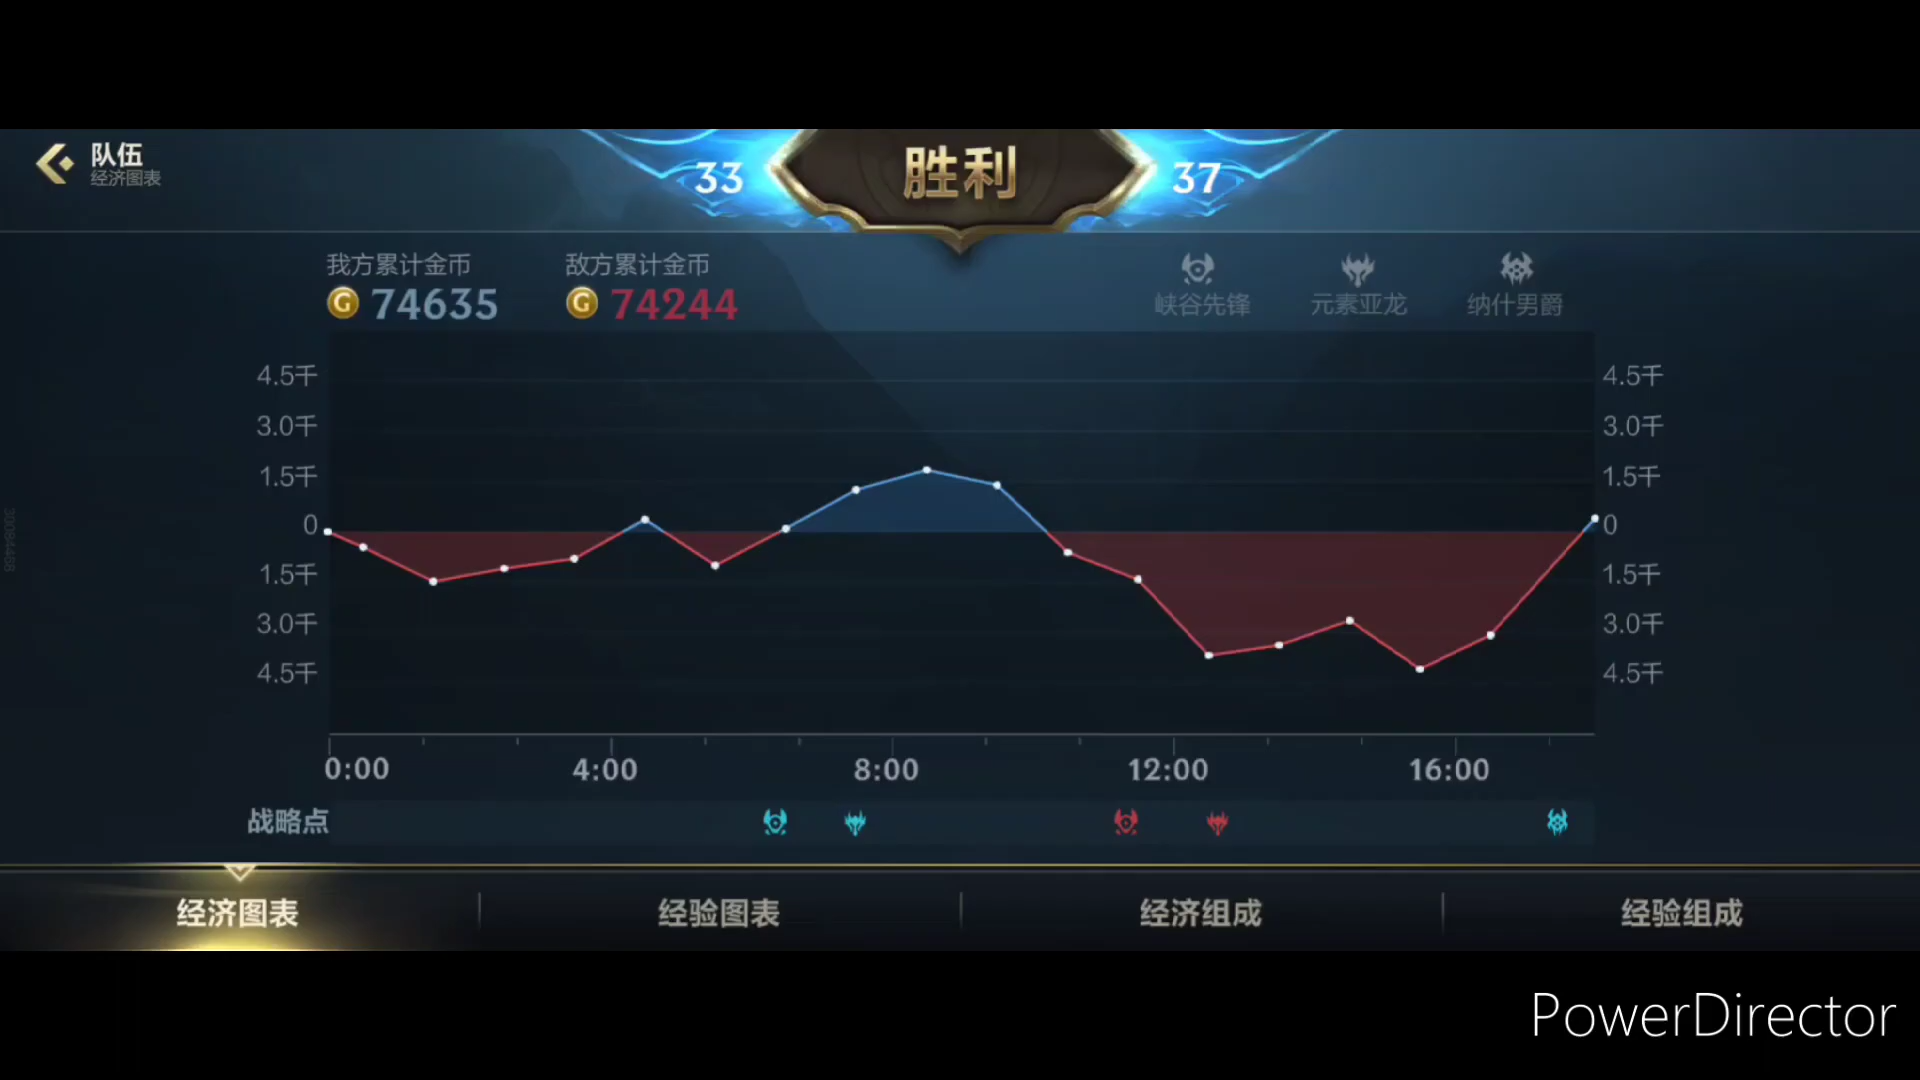 队伍
经济图表
33
胜利
37
我方累计金币
74635
敌方累计金币
74244
峡谷先锋
元素亚龙
纳什男爵
4.5千
3.0千
1.5千
0
1.5千
3.0千
4.5千
4.5千
3.0千
1.5千
0
1.5千
3.0千
4.5千
0:00 4:00 8:00 12:00 16:00
战略点
经济图表 经验图表 经济组成 经验组成
PowerDirector